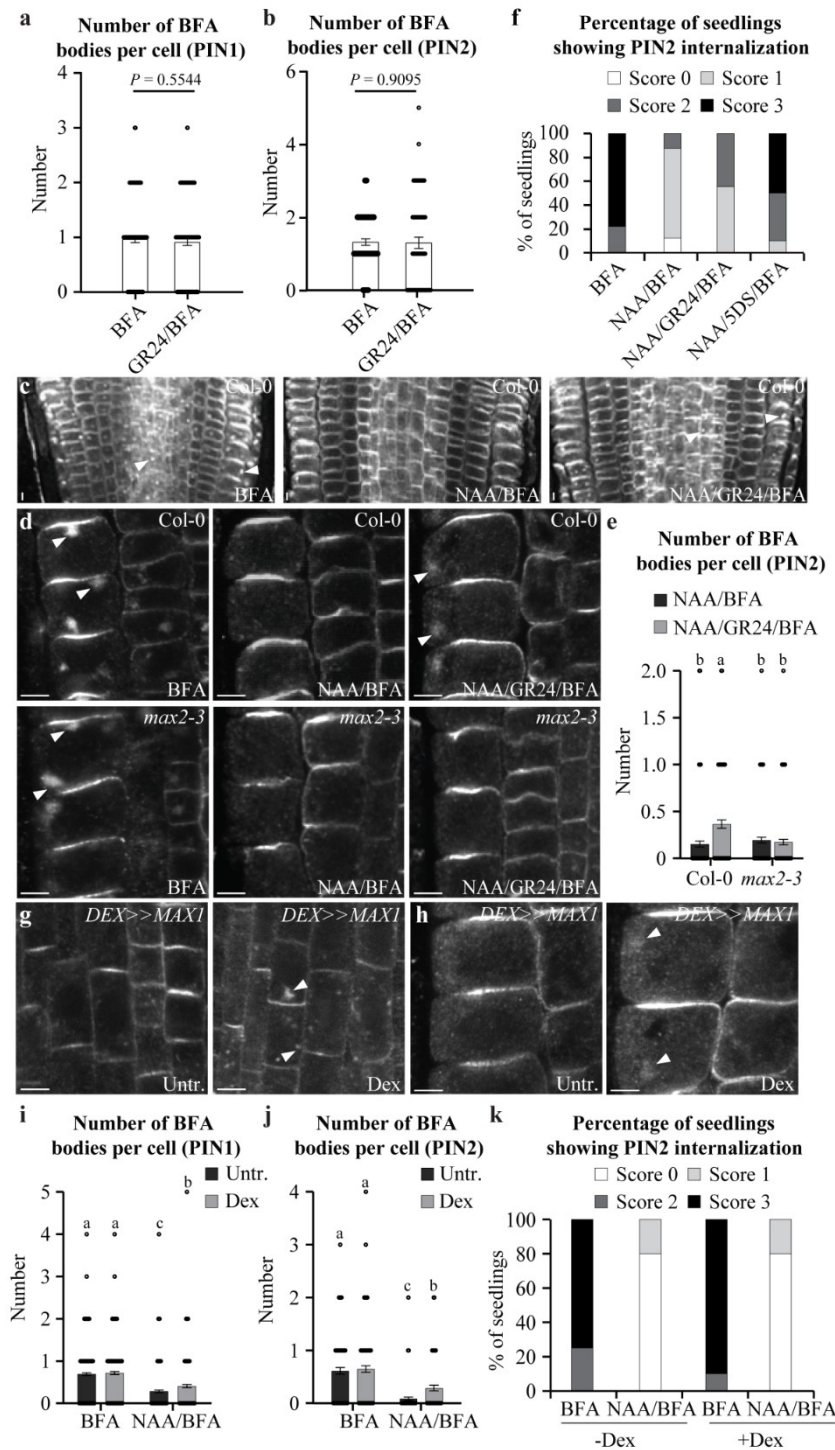 a
Number of BFA
bodies per cell (PIN1)
4
3
2
1
0
Number
P = 0.5544
BFA
GR24/BFA
b
Number of BFA
bodies per cell (PIN2)
6
4
2
0
Number
P = 0.9095
BFA
GR24/BFA
f
Percentage of seedlings
showing PIN2 internalization
Score 0
Score 1
Score 2
Score 3
100
80
60
40
20
0
% of seedlings
BFA
NAA/BFA
NAA/GR24/BFA
NAA/5DS/BFA
c
Col-0
BFA
Col-0
NAA/BFA
Col-0
NAA/GR24/BFA
d
Col-0
BFA
Col-0
NAA/BFA
Col-0
NAA/GR24/BFA
max2-3
BFA
max2-3
NAA/BFA
max2-3
NAA/GR24/BFA
e
Number of BFA
bodies per cell (PIN2)
NAA/BFA
NAA/GR24/BFA
b a b b
2.0
1.5
1.0
0.5
0
Number
Col-0 max2-3
g
DEX>>MAX1
Untr.
DEX>>MAX1
Dex
h
DEX>>MAX1
Untr.
DEX>>MAX1
Dex
i
Number of BFA
bodies per cell (PIN1)
Untr.
Dex
5
4
3
2
1
0
Number
a a c b
BFA NAA/BFA
j
Number of BFA
bodies per cell (PIN2)
Untr.
Dex
4
3
2
1
0
Number
a a c b
BFA NAA/BFA
k
Percentage of seedlings
showing PIN2 internalization
Score 0
Score 1
Score 2
Score 3
100
80
60
40
20
0
% of seedlings
BFA NAA/BFA BFA NAA/BFA
-Dex +Dex